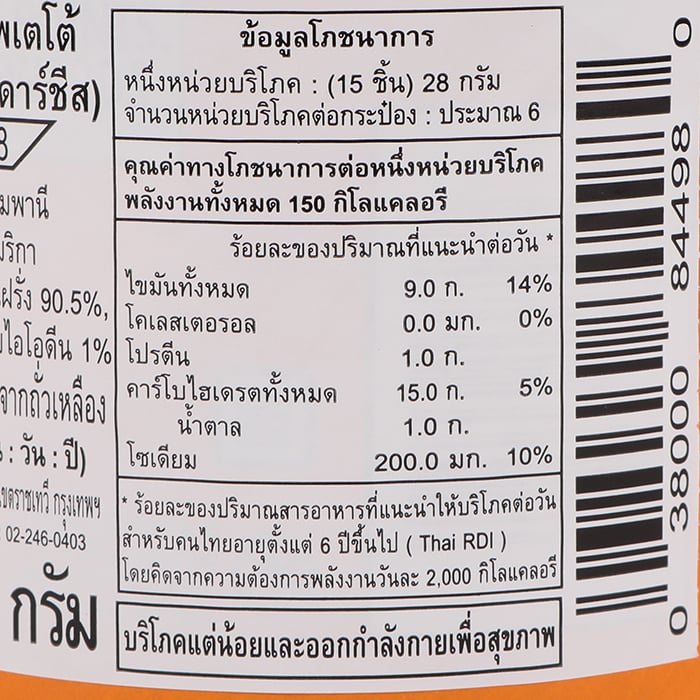 พเตโต้
ดาร์ชีส)
8
มพานี
มริกา
ฝรั่ง 90.5%,
ไอโอดีน 1%
จากถั่วเหลือง
: วัน : ปี)
เขตราชเทวี กรุงเทพฯ
02-246-0403
กรัม
ข้อมูลโภชนาการ
หนึ่งหน่วยบริโภค : (15 ชิ้น) 28 กรัม
จำนวนหน่วยบริโภคต่อกระป๋อง : ประมาณ 6
คุณค่าทางโภชนาการต่อหนึ่งหน่วยบริโภค
พลังงานทั้งหมด 150 กิโลแคลอรี
ร้อยละของปริมาณที่แนะนำต่อวัน *
ไขมันทั้งหมด 9.0 ก. 14%
โคเลสเตอรอล 0.0 มก. 0%
โปรตีน 1.0 ก.
คาร์โบไฮเดรตทั้งหมด 15.0 ก. 5%
น้ำตาล 1.0 ก.
โซเดียม 200.0 มก. 10%
* ร้อยละของปริมาณสารอาหารที่แนะนำให้บริโภคต่อวัน
สำหรับคนไทยอายุตั้งแต่ 6 ปีขึ้นไป ( Thai RDI )
โดยคิดจากความต้องการพลังงานวันละ 2,000 กิโลแคลอรี
บริโภคแต่น้อยและออกกำลังกายเพื่อสุขภาพ
0 38000 84498 0